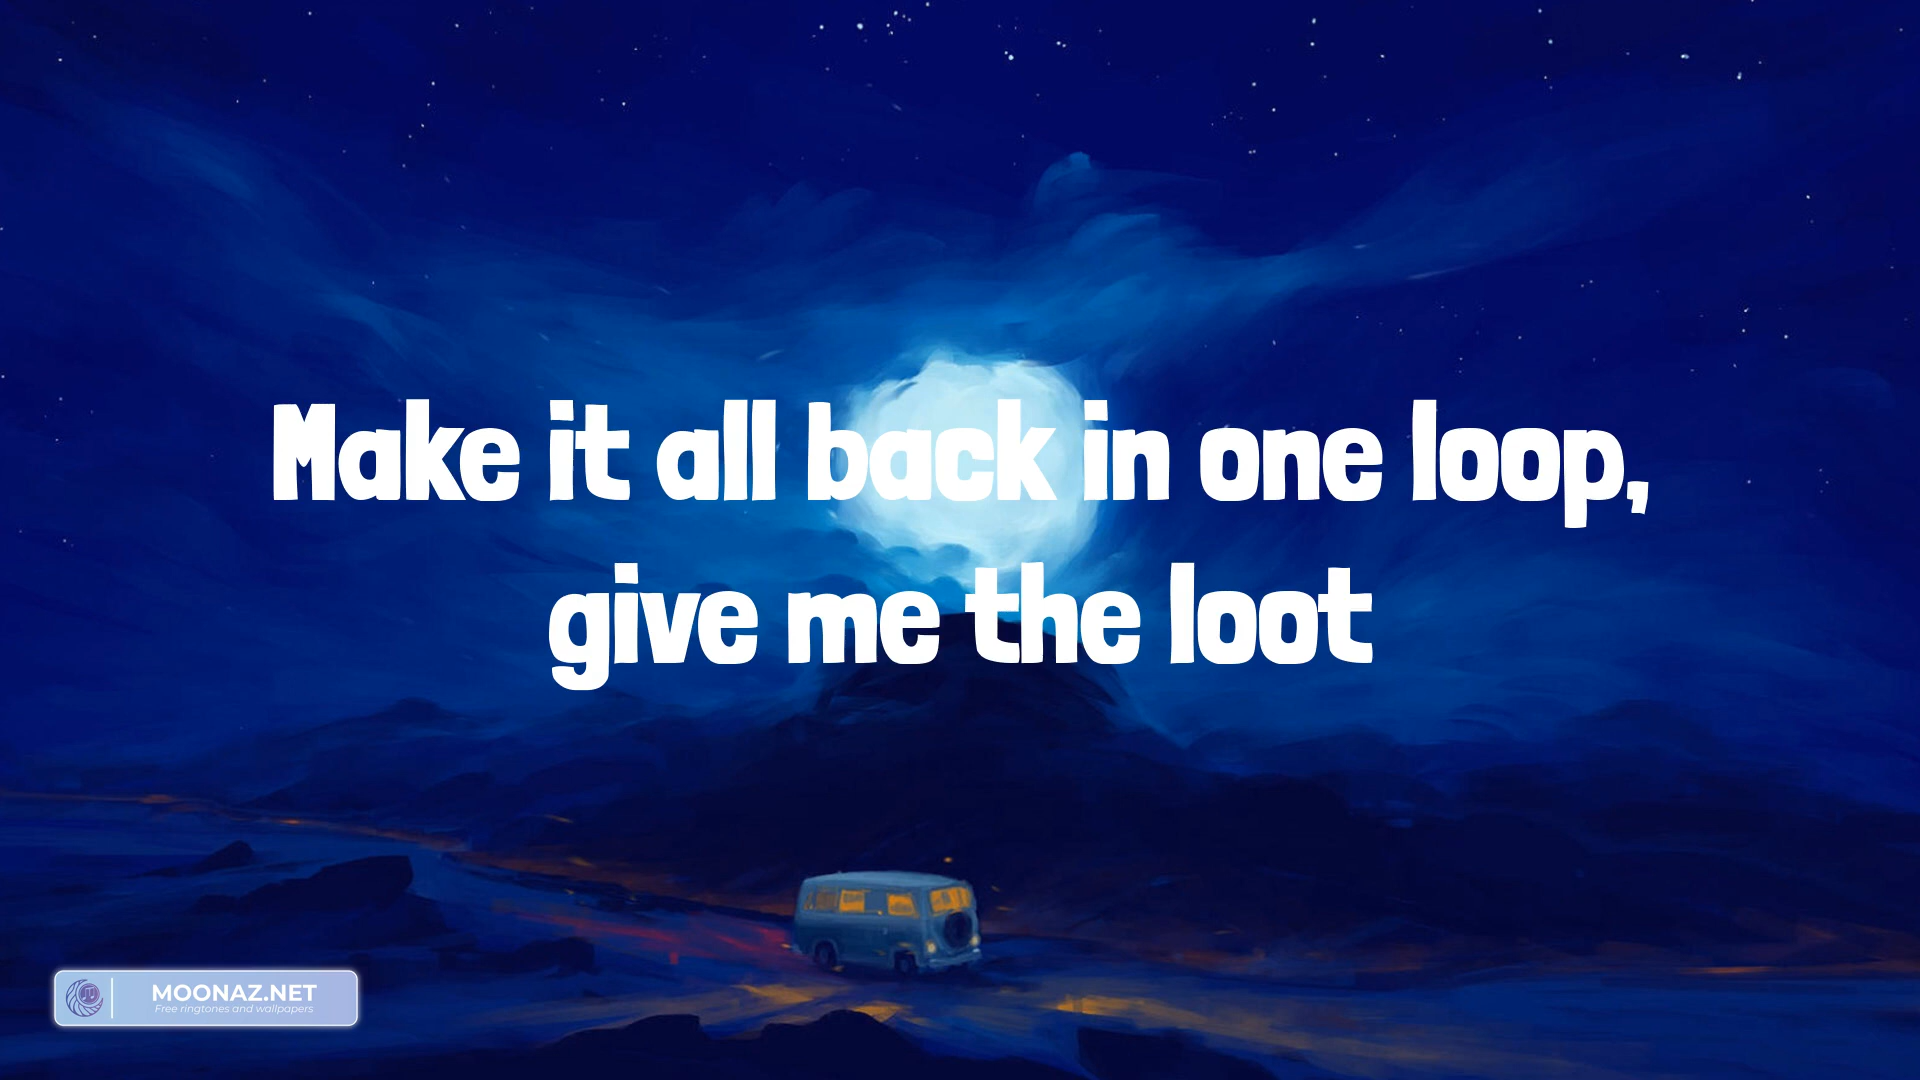 Make it all back in one loop,
give me the loot
MOONAZ.NET
Free ringtones and wallpapers